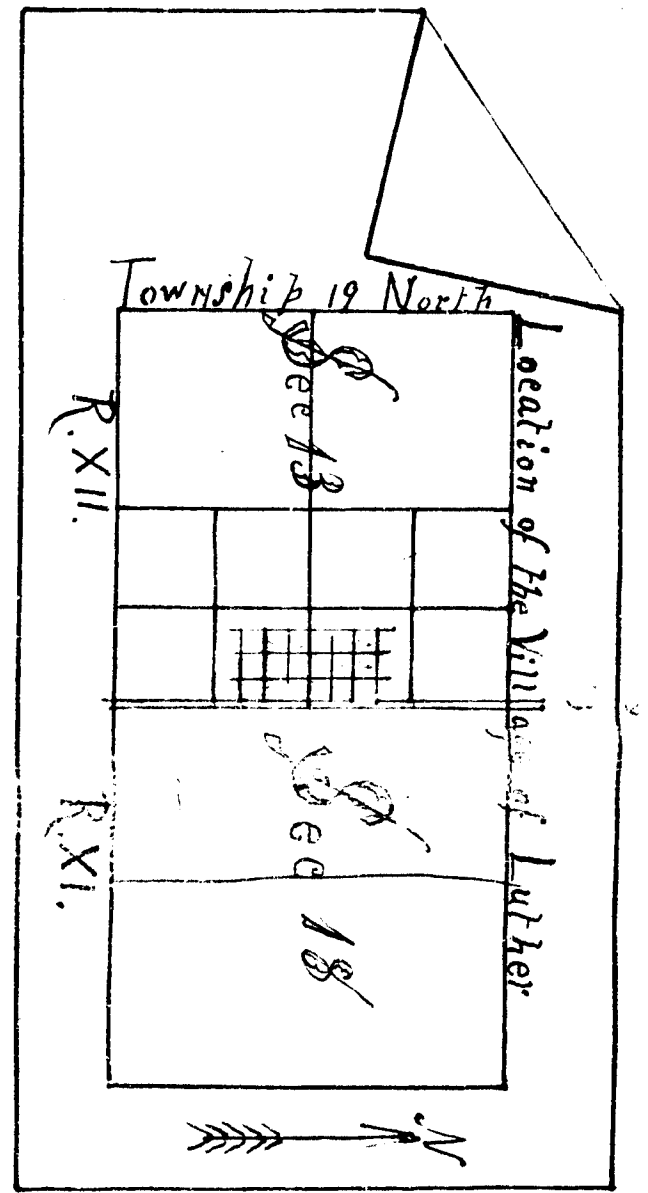 Township 19 North
Location of the Village of Luther
R. XII.
Sec 13
R. XI.
Sec 18
N